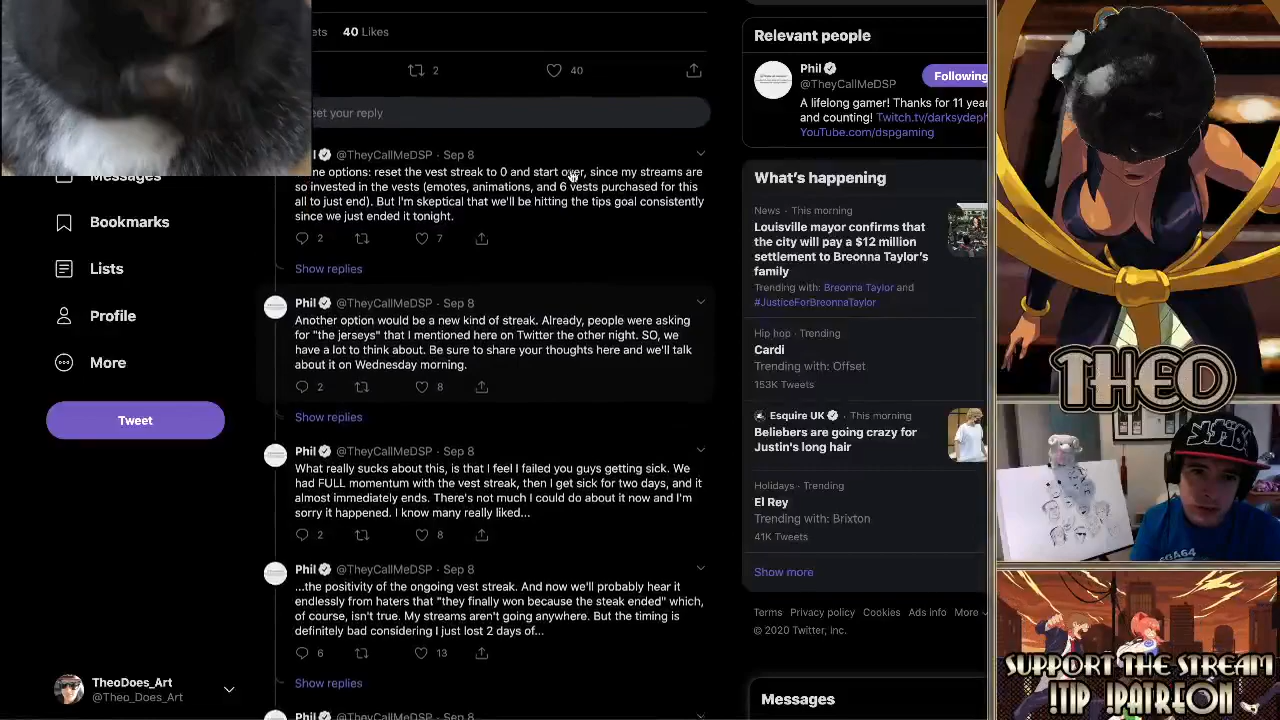 ets 40 Likes
2 40
eet your reply
l @TheyCallMeDSP · Sep 8
ne options: reset the vest streak to 0 and start over, since my streams are
so invested in the vests (emotes, animations, and 6 vests purchased for this
all to just end). But I'm skeptical that we'll be hitting the tips goal consistently
since we just ended it tonight.
2 7
Show replies
Phil @TheyCallMeDSP · Sep 8
Another option would be a new kind of streak. Already, people were asking
for "the jerseys" that I mentioned here on Twitter the other night. SO, we
have a lot to think about. Be sure to share your thoughts here and we'll talk
about it on Wednesday morning.
2 8
Show replies
Phil @TheyCallMeDSP · Sep 8
What really sucks about this, is that I feel I failed you guys getting sick. We
had FULL momentum with the vest streak, then I get sick for two days, and it
almost immediately ends. There's not much I could do about it now and I'm
sorry it happened. I know many really liked...
2 8
Phil @TheyCallMeDSP · Sep 8
...the positivity of the ongoing vest streak. And now we'll probably hear it
endlessly from haters that "they finally won because the steak ended" which,
of course, isn't true. My streams aren't going anywhere. But the timing is
definitely bad considering I just lost 2 days of...
6 13
Show replies
Phil @TheyCallMeDSP · Sep 8
Messages
Bookmarks
Lists
Profile
More
Tweet
TheoDoes_Art
@Theo_Does_Art
Relevant people
Phil
@TheyCallMeDSP
Following
A lifelong gamer! Thanks for 11 year
and counting! Twitch.tv/darksydeph
YouTube.com/dspgaming
What's happening
News · This morning
Louisville mayor confirms that
the city will pay a $12 million
settlement to Breonna Taylor's
family
Trending with: Breonna Taylor and
#JusticeForBreonnaTaylor
Hip hop · Trending
Cardi
Trending with: Offset
153K Tweets
Esquire UK · This morning
Beliebers are going crazy for
Justin's long hair
Holidays · Trending
El Rey
Trending with: Brixton
41K Tweets
Show more
Terms Privacy policy Cookies Ads info More
© 2020 Twitter, Inc.
Messages
THEO
メガ
GA64
SUPPORT THE STREAM
!TIP !PATREON